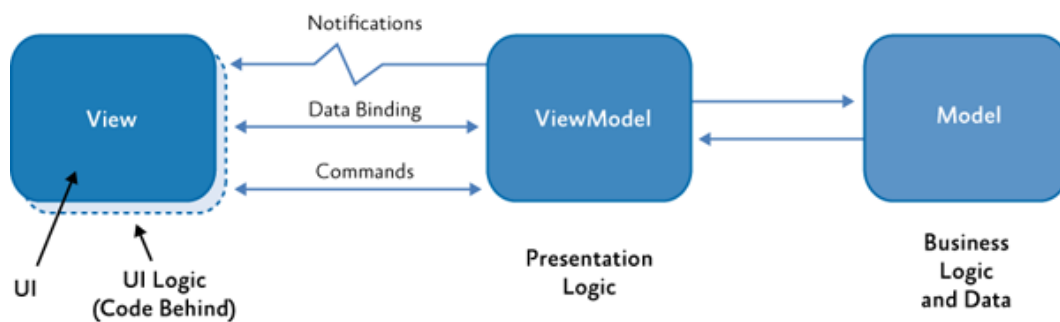 Notifications
View
Data Binding
ViewModel
Model
Commands
UI
UI Logic
(Code Behind)
Presentation
Logic
Business
Logic
and Data